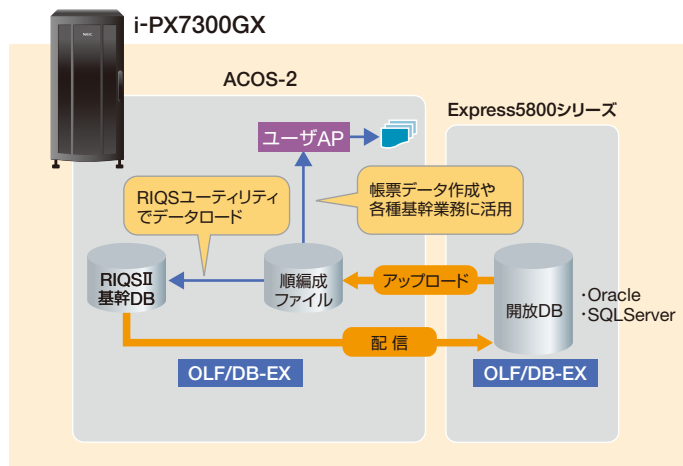 i-PX7300GX
NEC
ACOS-2
Express5800シリーズ
ユーザAP
RIQSユーティリティ
でデータロード
帳票データ作成や
各種基幹業務に活用
RIQSⅡ
基幹DB
順編成
ファイル
アップロード
開放DB
・Oracle
・SQLServer
配信
OLF/DB-EX
OLF/DB-EX